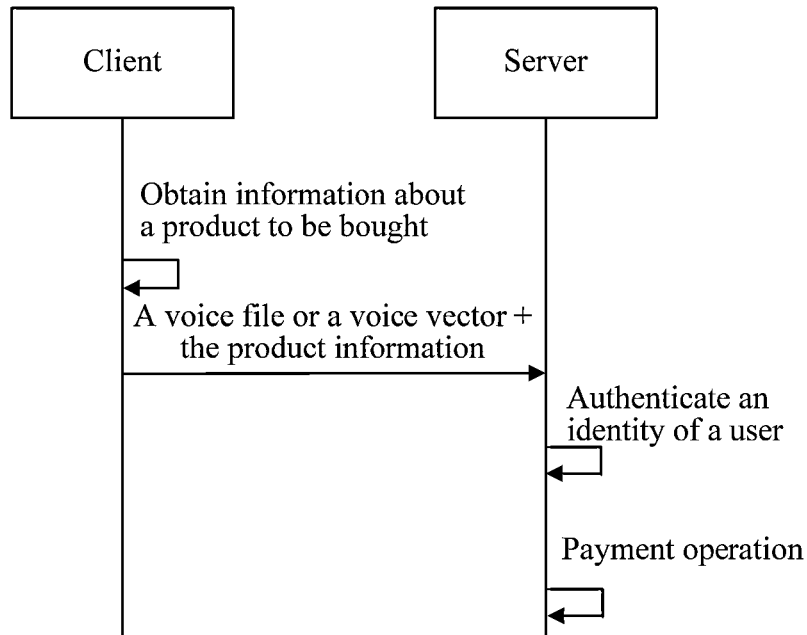 Client
Server
Obtain information about
a product to be bought
A voice file or a voice vector +
the product information
Authenticate an
identity of a user
Payment operation